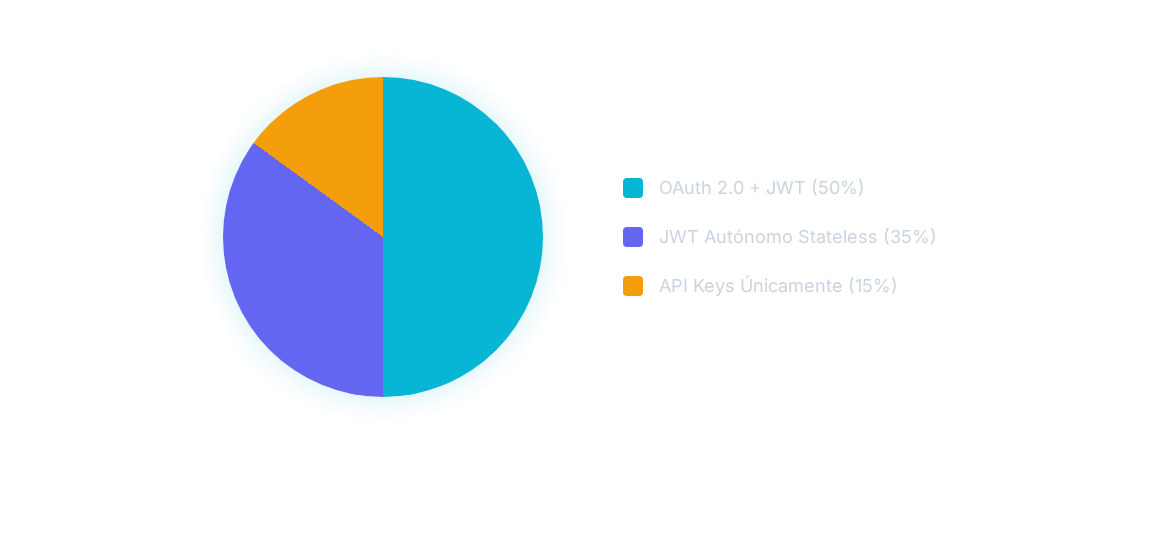 OAuth 2.0 + JWT (50%)
JWT Autónomo Stateless (35%)
API Keys Únicamente (15%)